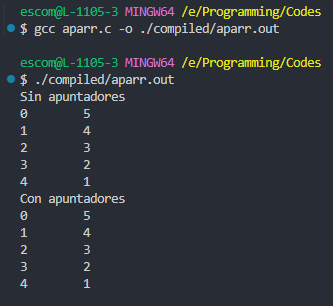 escom@L-1105-3 MINGW64 /e/Programming/Codes
$ gcc aparr.c -o ./compiled/aparr.out
escom@L-1105-3 MINGW64 /e/Programming/Codes
$ ./compiled/aparr.out
Sin apuntadores
0 5
1 4
2 3
3 2
4 1
Con apuntadores
0 5
1 4
2 3
3 2
4 1